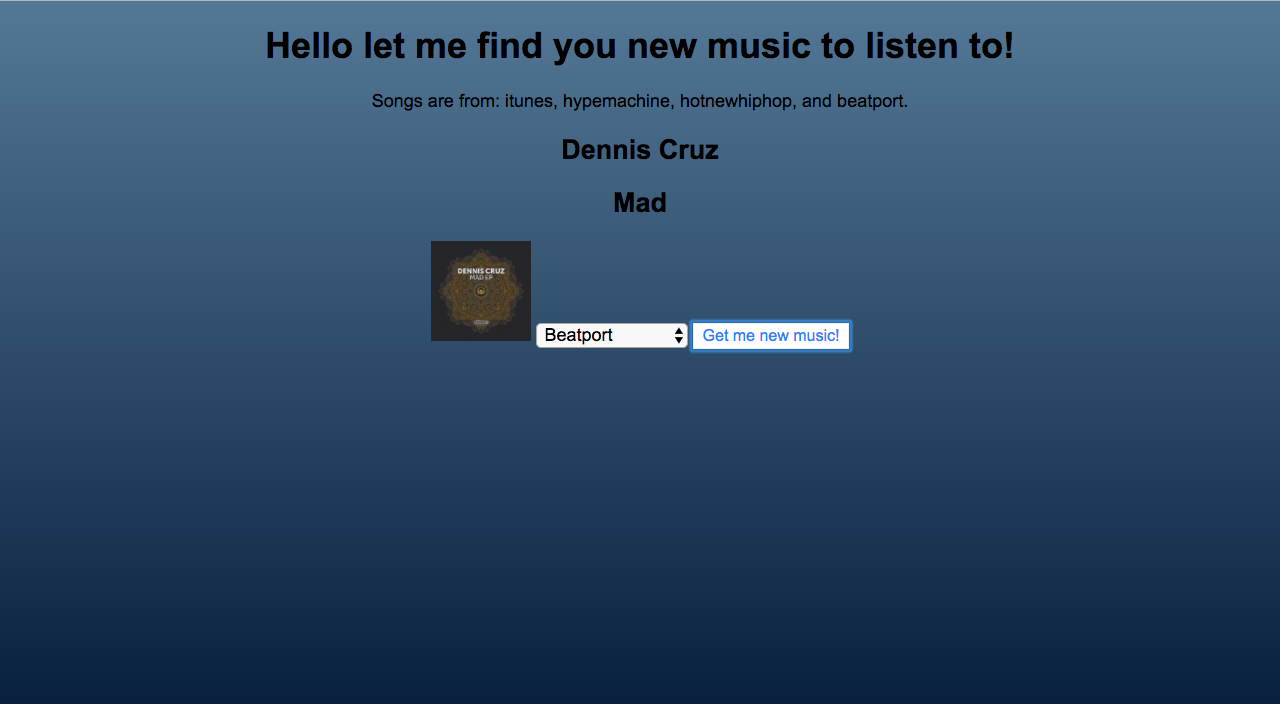 Hello let me find you new music to listen to!
Songs are from: itunes, hypemachine, hotnewhiphop, and beatport.
Dennis Cruz
Mad
DENNIS CRUZ
MAD EP
Beatport
Get me new music!